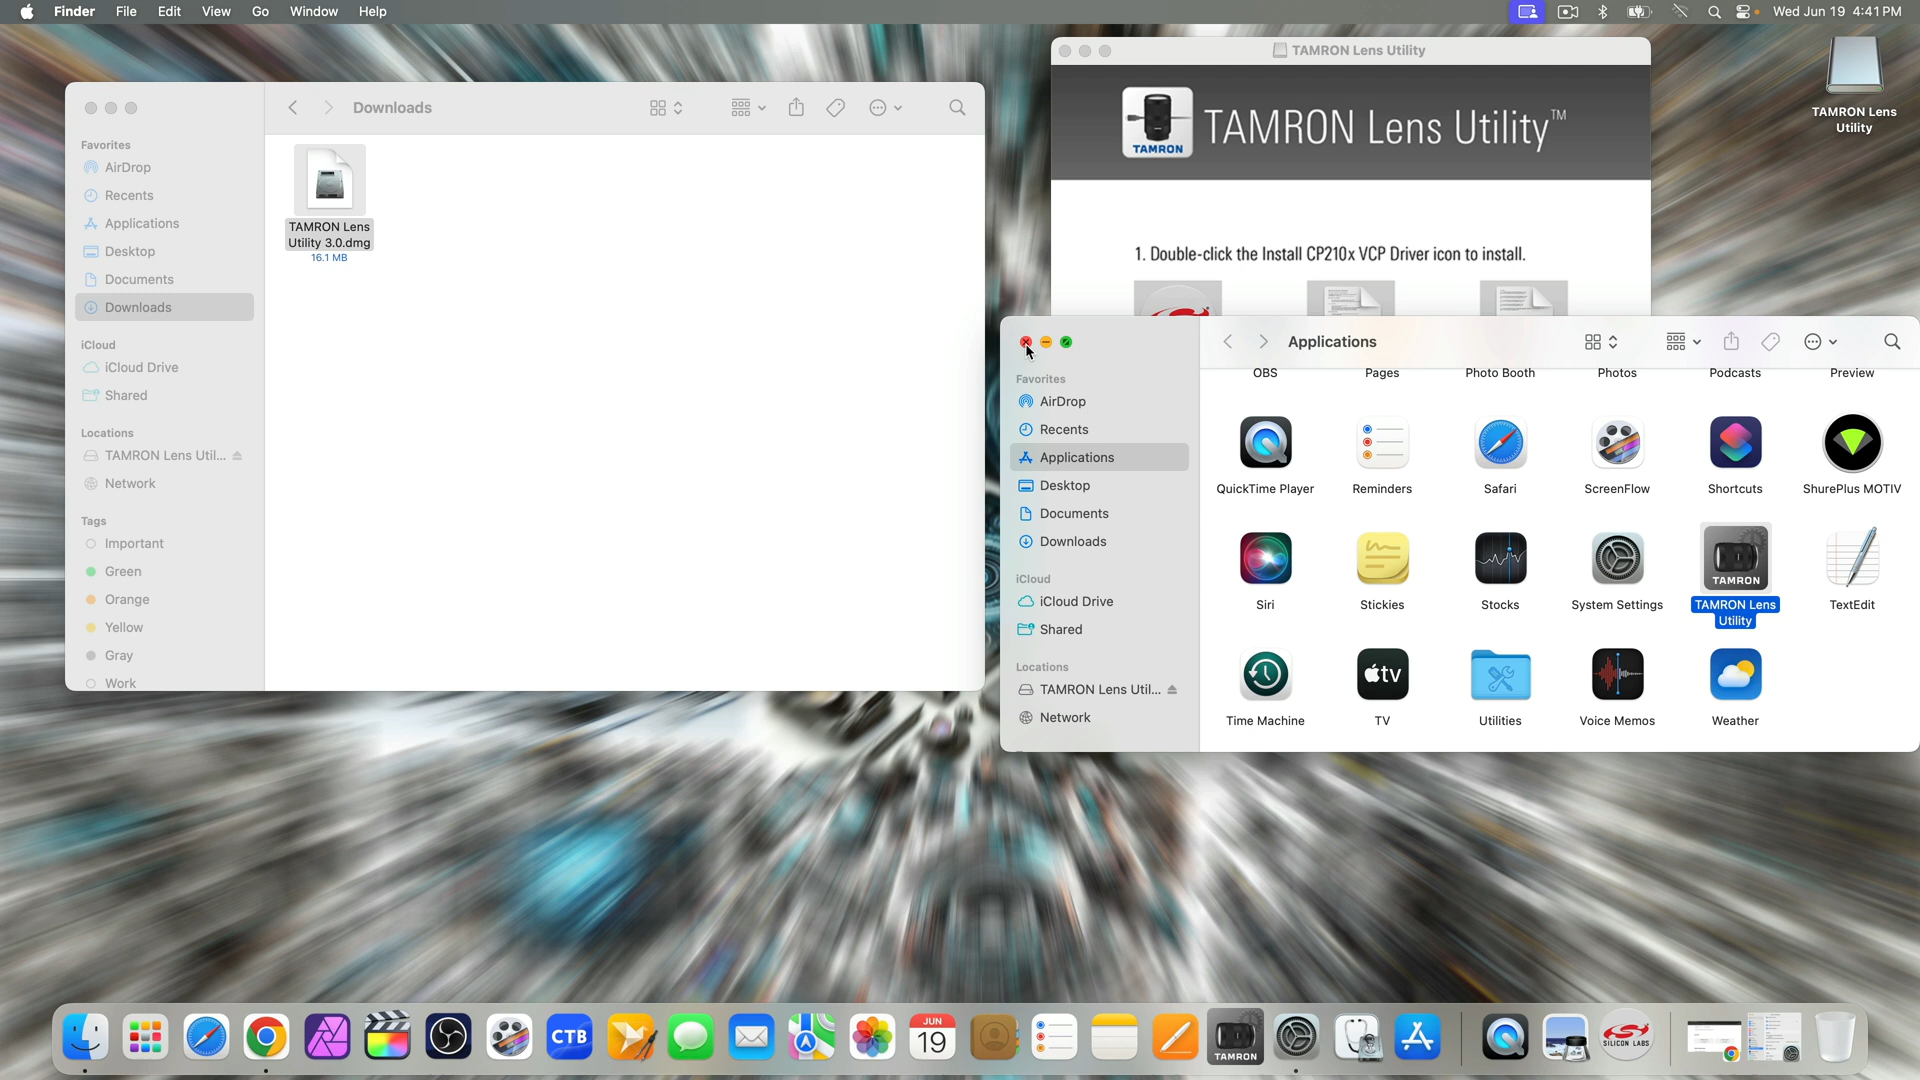 Finder File Edit View Go Window Help
Wed Jun 19 4:41 PM
Downloads
Favorites
AirDrop
Recents
Applications
Desktop
Documents
Downloads
iCloud
iCloud Drive
Shared
Locations
TAMRON Lens Util...
Network
Tags
Important
Green
Orange
Yellow
Gray
Work
TAMRON Lens
Utility 3.0.dmg
16.1 MB
TAMRON Lens Utility
TAMRON
TAMRON Lens Utility™
1. Double-click the Install CP210x VCP Driver icon to install.
TAMRON Lens
Utility
Applications
Favorites
AirDrop
Recents
Applications
Desktop
Documents
Downloads
iCloud
iCloud Drive
Shared
Locations
TAMRON Lens Util...
Network
OBS Pages Photo Booth Photos Podcasts Preview
QuickTime Player Reminders Safari ScreenFlow Shortcuts ShurePlus MOTIV
TAMRON
Siri Stickies Stocks System Settings TAMRON Lens
Utility TextEdit
tv
Time Machine TV Utilities Voice Memos Weather
CTB
JUN
19
TAMRON
SILICON LABS